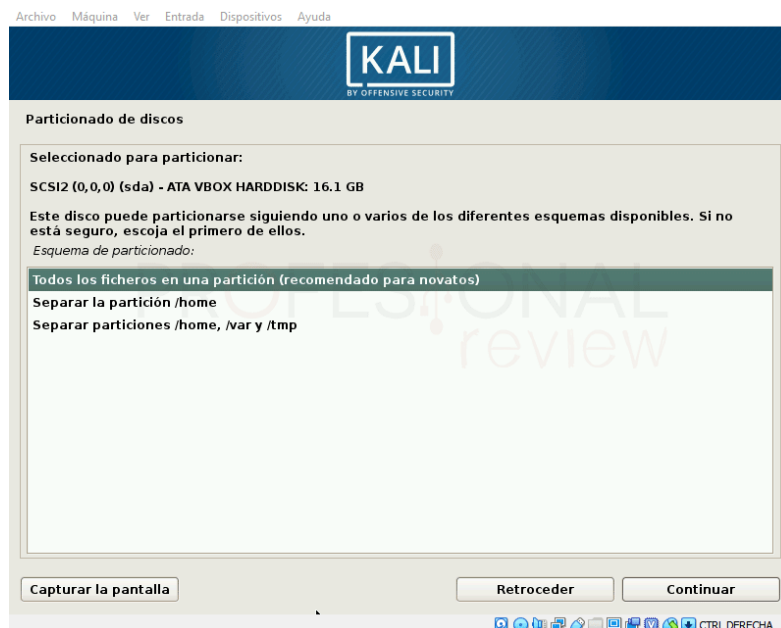 Archivo Máquina Ver Entrada Dispositivos Ayuda
KALI
BY OFFENSIVE SECURITY
Particionado de discos
Seleccionado para particionar:
SCSI2 (0,0,0) (sda) - ATA VBOX HARDDISK: 16.1 GB
Este disco puede particionarse siguiendo uno o varios de los diferentes esquemas disponibles. Si no
está seguro, escoja el primero de ellos.
Esquema de particionado:
Todos los ficheros en una partición (recomendado para novatos)
Separar la partición /home
Separar particiones /home, /var y /tmp
PROFESIONAL
review
Capturar la pantalla Retroceder Continuar
CTRL DERECHA